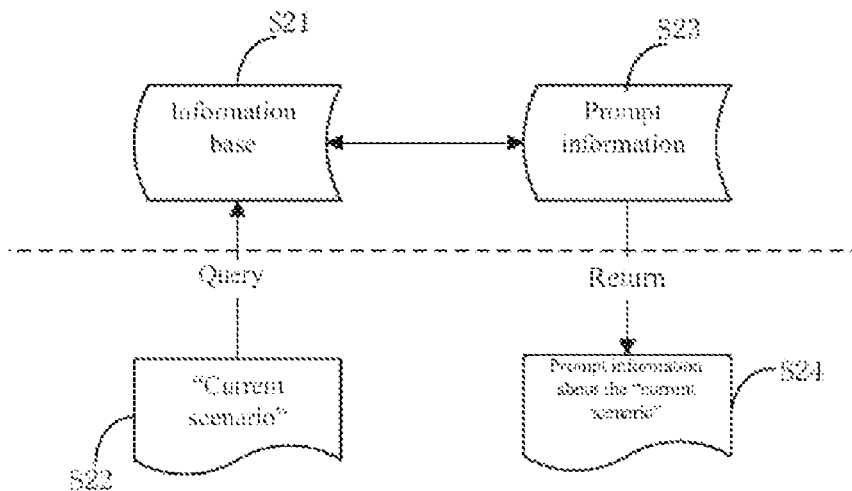 S21
S23
Information
base
Prompt
information
Query
Return
"Current
scenario"
Prompt information
about the "current
scenario"
S24
S22